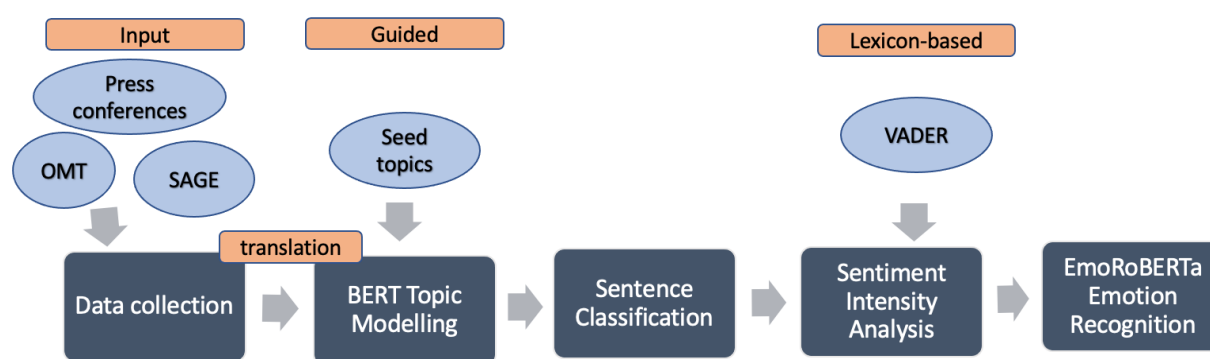 Input
Guided
Lexicon-based
Press
conferences
OMT
SAGE
Seed
topics
VADER
translation
Data collection
BERT Topic
Modelling
Sentence
Classification
Sentiment
Intensity
Analysis
EmoRoBERTa
Emotion
Recognition